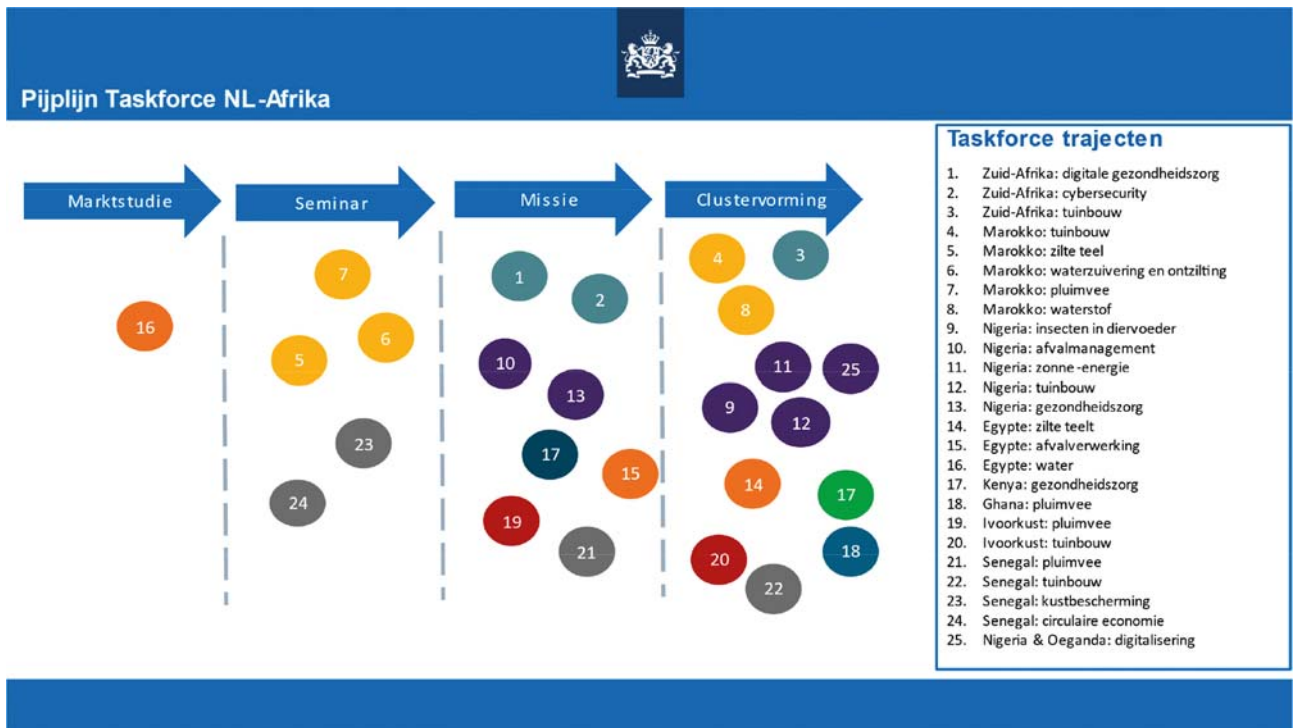 Pijplijn Taskforce NL-Afrika
Marktstudie
Seminar
Missie
Clustervorming
16
7
6
5
23
24
1
2
10
13
17
15
19
21
4
3
8
11
25
9
12
14
17
18
20
22
Taskforce trajecten
1. Zuid-Afrika: digitale gezondheidszorg
2. Zuid-Afrika: cybersecurity
3. Zuid-Afrika: tuinbouw
4. Marokko: tuinbouw
5. Marokko: zilte teel
6. Marokko: waterzuivering en ontzilting
7. Marokko: pluimvee
8. Marokko: waterstof
9. Nigeria: insecten in diervoeder
10. Nigeria: afvalmanagement
11. Nigeria: zonne-energie
12. Nigeria: tuinbouw
13. Nigeria: gezondheidszorg
14. Egypte: zilte teelt
15. Egypte: afvalverwerking
16. Egypte: water
17. Kenya: gezondheidszorg
18. Ghana: pluimvee
19. Ivoorkust: pluimvee
20. Ivoorkust: tuinbouw
21. Senegal: pluimvee
22. Senegal: tuinbouw
23. Senegal: kustbescherming
24. Senegal: circulaire economie
25. Nigeria & Oeganda: digitalisering